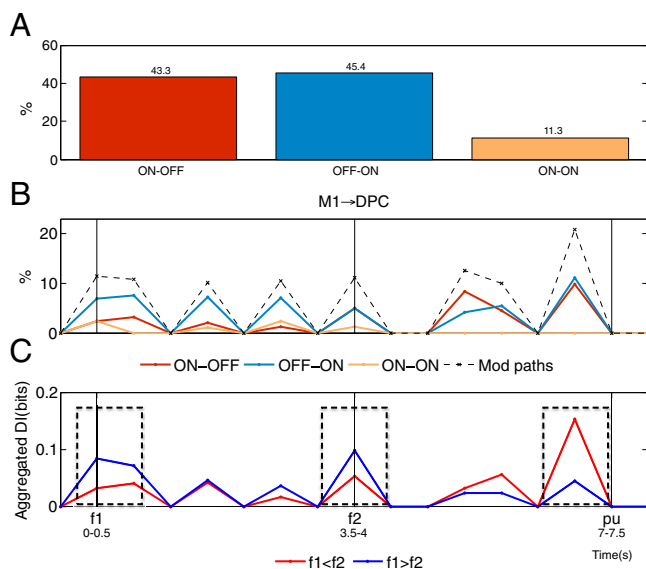 A
60
40
20
0
%
43.3
45.4
11.3
ON-OFF
OFF-ON
ON-ON
B
M1→DPC
20
10
0
%
ON–OFF
OFF–ON
ON–ON
Mod paths
C
0.2
0.1
0
Aggregated DI(bits)
f1
f2
pu
0-0.5
3.5-4
7-7.5
Time(s)
f1<f2
f1>f2